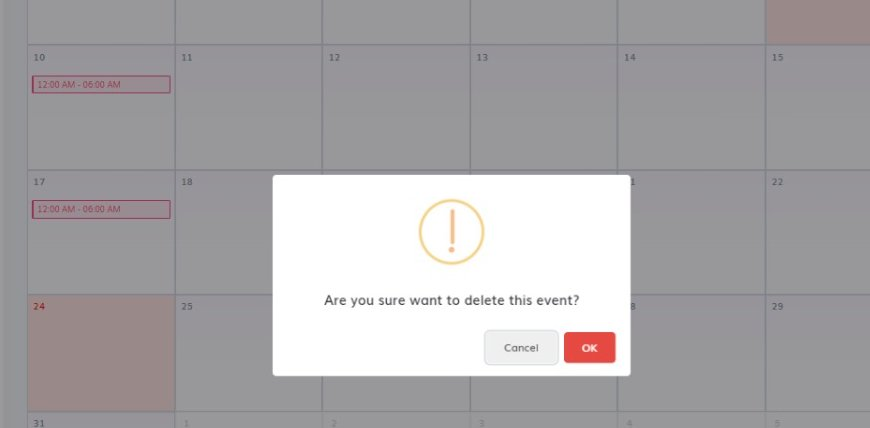 10 11 12 13 14 15
12:00 AM - 06:00 AM
17 18 1 22
12:00 AM - 06:00 AM
Are you sure want to delete this event?
24 25 8 29
Cancel OK
31 1 2 3 4 5